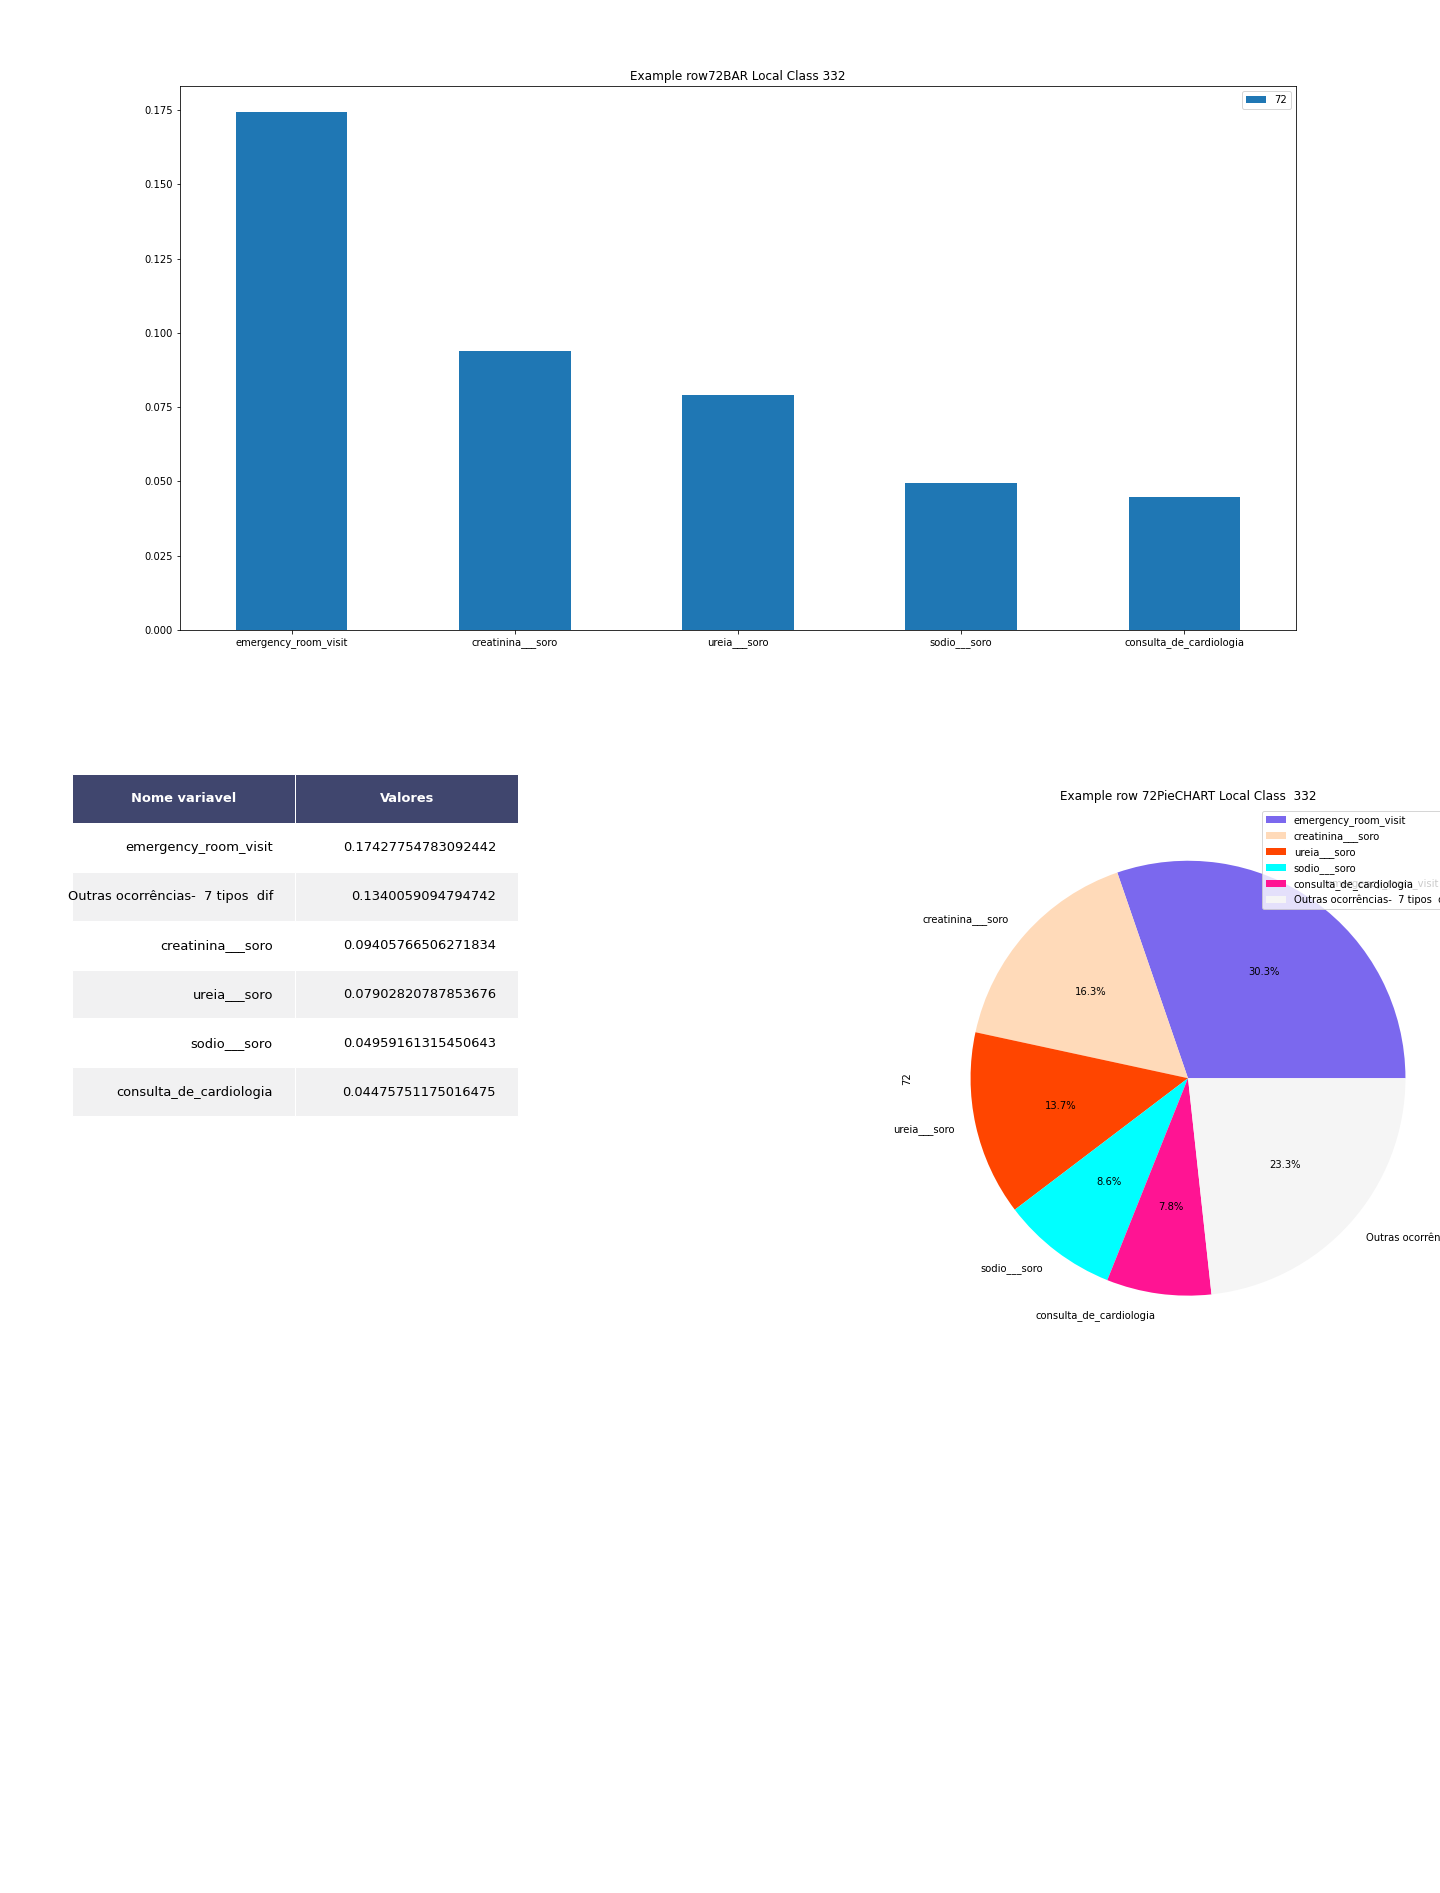 Example row72BAR Local Class 332
72
0.175
0.150
0.125
0.100
0.075
0.050
0.025
0.000
emergency_room_visit creatinina___soro ureia___soro sodio___soro consulta_de_cardiologia
Nome variavel Valores
emergency_room_visit 0.17427754783092442
Outras ocorrências-  7 tipos  dif 0.1340059094794742
creatinina___soro 0.09405766506271834
ureia___soro 0.07902820787853676
sodio___soro 0.04959161315450643
consulta_de_cardiologia 0.04475751175016475
Example row 72PieCHART Local Class  332
emergency_room_visit
creatinina___soro
ureia___soro
sodio___soro
consulta_de_cardiologia
Outras ocorrências-  7 tipos
emergency_room_visit
creatinina___soro
30.3%
16.3%
72
13.7%
ureia___soro
23.3%
8.6%
7.8%
Outras ocorrên
sodio___soro
consulta_de_cardiologia